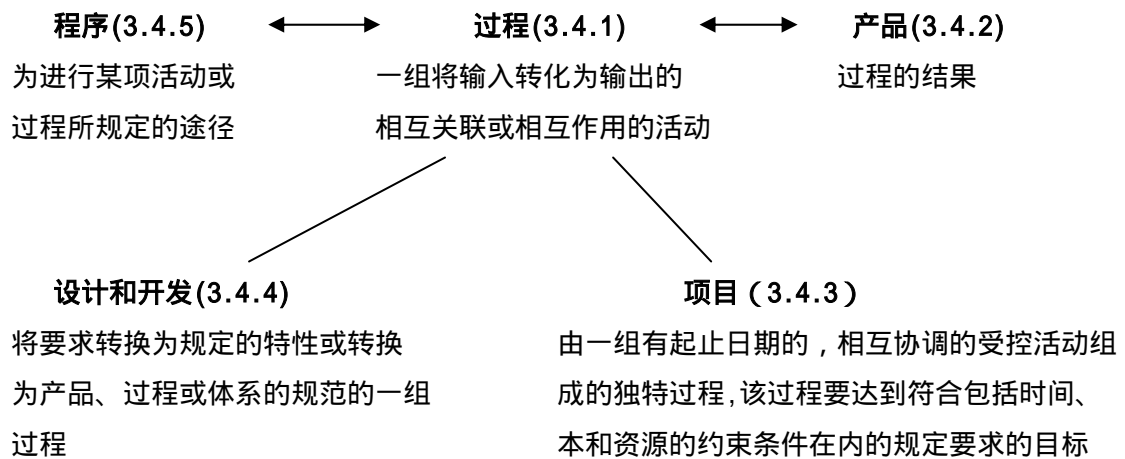 程序(3.4.5) 过程(3.4.1) 产品(3.4.2)
为进行某项活动或 一组将输入转化为输出的 过程的结果
过程所规定的途径 相互关联或相互作用的活动
设计和开发(3.4.4) 项目（3.4.3）
将要求转换为规定的特性或转换 由一组有起止日期的，相互协调的受控活动组
为产品、过程或体系的规范的一组 成的独特过程,该过程要达到符合包括时间、
过程 本和资源的约束条件在内的规定要求的目标